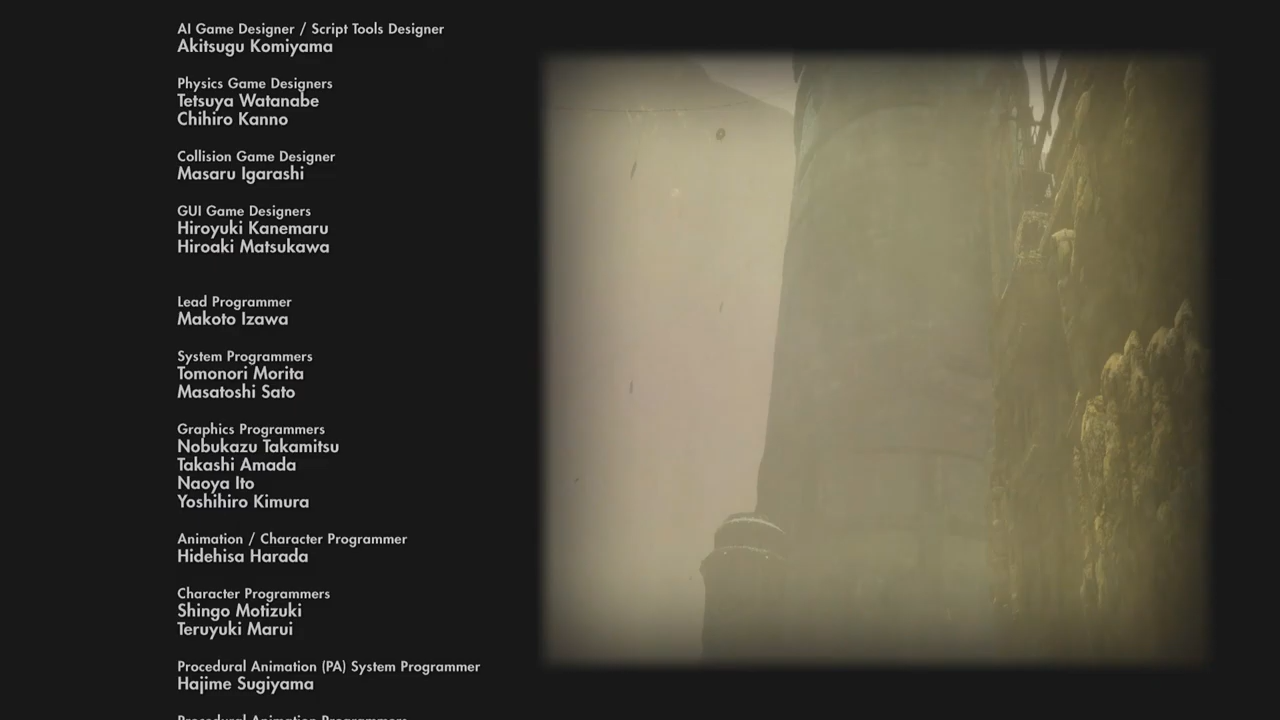 AI Game Designer / Script Tools Designer
Akitsugu Komiyama
Physics Game Designers
Tetsuya Watanabe
Chihiro Kanno
Collision Game Designer
Masaru Igarashi
GUI Game Designers
Hiroyuki Kanemaru
Hiroaki Matsukawa
Lead Programmer
Makoto Izawa
System Programmers
Tomonori Morita
Masatoshi Sato
Graphics Programmers
Nobukazu Takamitsu
Takashi Amada
Naoya Ito
Yoshihiro Kimura
Animation / Character Programmer
Hidehisa Harada
Character Programmers
Shingo Motizuki
Teruyuki Marui
Procedural Animation (PA) System Programmer
Hajime Sugiyama
Procedural Animation Programmers